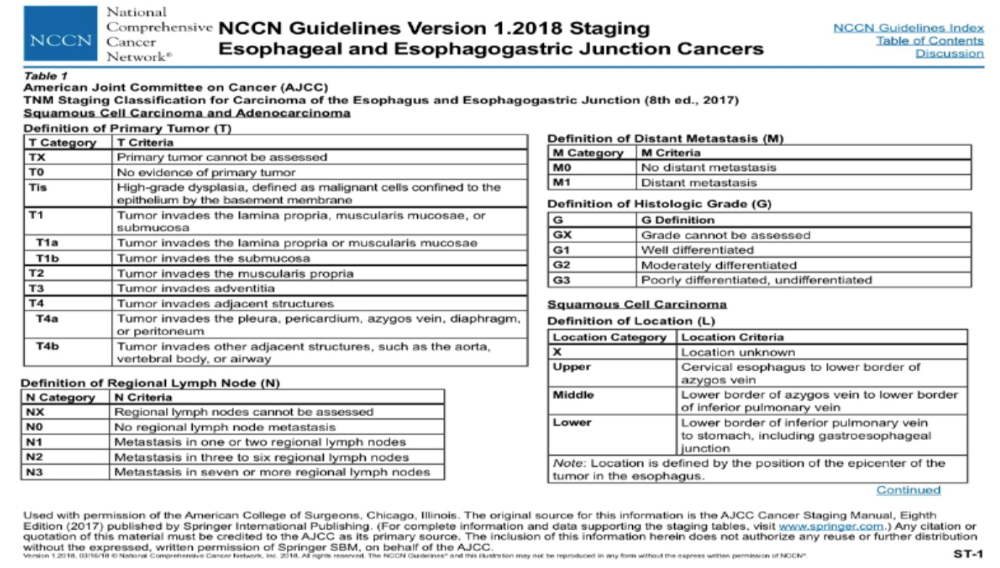 National
Comprehensive
Cancer
Network®
NCCN
NCCN Guidelines Version 1.2018 Staging
Esophageal and Esophagogastric Junction Cancers
NCCN Guidelines Index
Table of Contents
Discussion
Table 1
American Joint Committee on Cancer (AJCC)
TNM Staging Classification for Carcinoma of the Esophagus and Esophagogastric Junction (8th ed., 2017)
Squamous Cell Carcinoma and Adenocarcinoma
Definition of Primary Tumor (T)
T Category T Criteria
TX Primary tumor cannot be assessed
T0 No evidence of primary tumor
Tis High-grade dysplasia, defined as malignant cells confined to the
epithelium by the basement membrane
T1 Tumor invades the lamina propria, muscularis mucosae, or
submucosa
T1a Tumor invades the lamina propria or muscularis mucosae
T1b Tumor invades the submucosa
T2 Tumor invades the muscularis propria
T3 Tumor invades adventitia
T4 Tumor invades adjacent structures
T4a Tumor invades the pleura, pericardium, azygos vein, diaphragm,
or peritoneum
T4b Tumor invades other adjacent structures, such as the aorta,
vertebral body, or airway
Definition of Regional Lymph Node (N)
N Category N Criteria
NX Regional lymph nodes cannot be assessed
N0 No regional lymph node metastasis
N1 Metastasis in one or two regional lymph nodes
N2 Metastasis in three to six regional lymph nodes
N3 Metastasis in seven or more regional lymph nodes
Definition of Distant Metastasis (M)
M Category M Criteria
M0 No distant metastasis
M1 Distant metastasis
Definition of Histologic Grade (G)
G G Definition
GX Grade cannot be assessed
G1 Well differentiated
G2 Moderately differentiated
G3 Poorly differentiated, undifferentiated
Squamous Cell Carcinoma
Definition of Location (L)
Location Category Location Criteria
X Location unknown
Upper Cervical esophagus to lower border of
azygos vein
Middle Lower border of azygos vein to lower border
of inferior pulmonary vein
Lower Lower border of inferior pulmonary vein
to stomach, including gastroesophageal
junction
Note: Location is defined by the position of the epicenter of the
tumor in the esophagus.
Continued
Used with permission of the American College of Surgeons, Chicago, Illinois. The original source for this information is the AJCC Cancer Staging Manual, Eighth
Edition (2017) published by Springer International Publishing. (For complete information and data supporting the staging tables, visit www.springer.com.) Any citation or
quotation of this material must be credited to the AJCC as its primary source. The inclusion of this information herein does not authorize any reuse or further distribution
without the expressed, written permission of Springer SBM, on behalf of the AJCC.
Version 1.2018, 03/16/18 © National Comprehensive Cancer Network, Inc. 2018, All rights reserved. The NCCN Guidelines® and this illustration may not be reproduced in any form without the express written permission of NCCN®.
ST-1